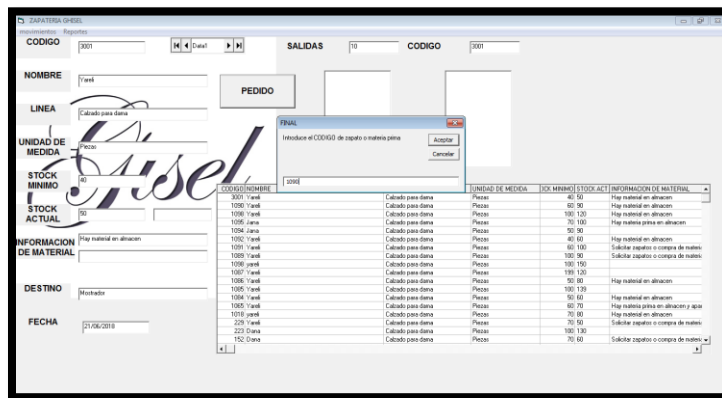 ZAPATERIA GHISEL
movimientos Reportes
CODIGO
3001
Data1
SALIDAS
10
CODIGO
3001
NOMBRE
Yareli
PEDIDO
LINEA
Calzado para dama
UNIDAD DE
MEDIDA
Piezas
STOCK
MINIMO
40
STOCK
ACTUAL
50
INFORMACION
DE MATERIAL
Hay material en almacen
DESTINO
Mostrador
FECHA
21/06/2018
Gisel
FINAL
Introduce el CODIGO de zapato o materia prima
Aceptar
Cancelar
1090
CODIGO NOMBRE UNIDAD DE MEDIDA ICK MINIMO STOCK ACT INFORMACION DE MATERIAL
3001 Yareli Calzado para dama Piezas 40 50 Hay material en almacen
1090 Yareli Calzado para dama Piezas 60 90 Hay material en almacen
1098 Yareli Calzado para dama Piezas 100 120 Hay material en almacen
1095 Jana Calzado para dama Piezas 70 100 Hay materia prima en almacen
1094 Jana Calzado para dama Piezas 50 90
1092 Yareli Calzado para dama Piezas 40 60 Hay material en almacen
1091 Yareli Calzado para dama Piezas 60 100 Solicitar zapatos o compra de materi
1089 Yareli Calzado para dama Piezas 100 90 Solicitar zapatos o compra de materi
1098 yareli Calzado para dama Piezas 100 150
1087 Yareli Calzado para dama Piezas 199 120
1086 Yareli Calzado para dama Piezas 50 80 Hay material en almacen
1085 Yareli Calzado para dama Piezas 100 139
1084 Yareli Calzado para dama Piezas 50 60 Hay material en almacen
1065 Yareli Calzado para dama Piezas 60 70 Hay materia prima en almacen y apar
1018 yareli Calzado para dama Piezas 70 80 Hay material en almacen
229 Yareli Calzado para dama Piezas 70 50 Solicitar zapatos o compra de materi
223 Dana Calzado para dama Piezas 100 130
152 Dana Calzado para dama Piezas 70 60 Solicitar zapatos o compra de materi